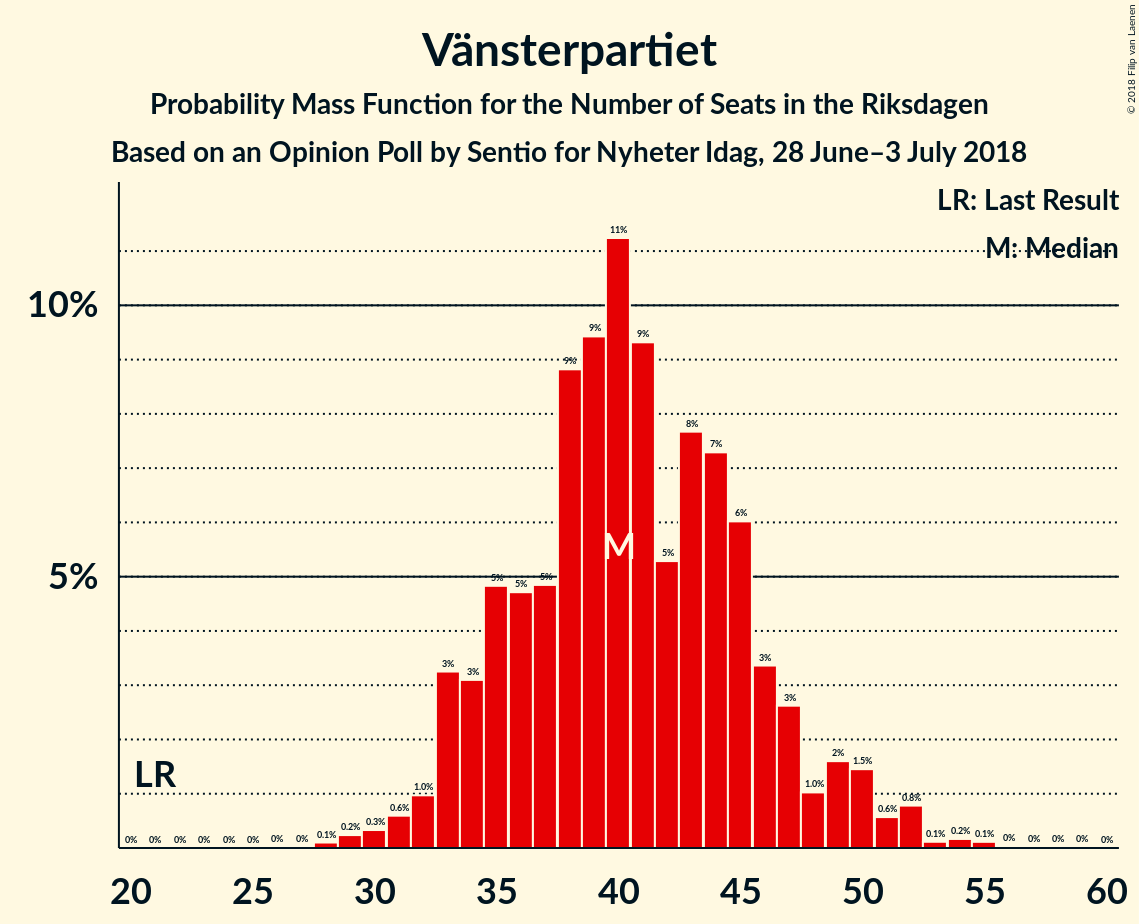 Vänsterpartiet
Probability Mass Function for the Number of Seats in the Riksdagen
Based on an Opinion Poll by Sentio for Nyheter Idag, 28 June–3 July 2018
© 2018 Filip van Laenen
LR: Last Result
M: Median
10%
5%
0% 0% 0% 0% 0% 0% 0% 0% 0.1% 0.2% 0.3% 0.6% 1.0% 3% 3% 5% 5% 5% 9% 9% 11% 9% 5% 8% 7% 6% 3% 3% 1.0% 2% 1.5% 0.6% 0.8% 0.1% 0.2% 0.1% 0% 0% 0% 0% 0%
M
LR
20 25 30 35 40 45 50 55 60